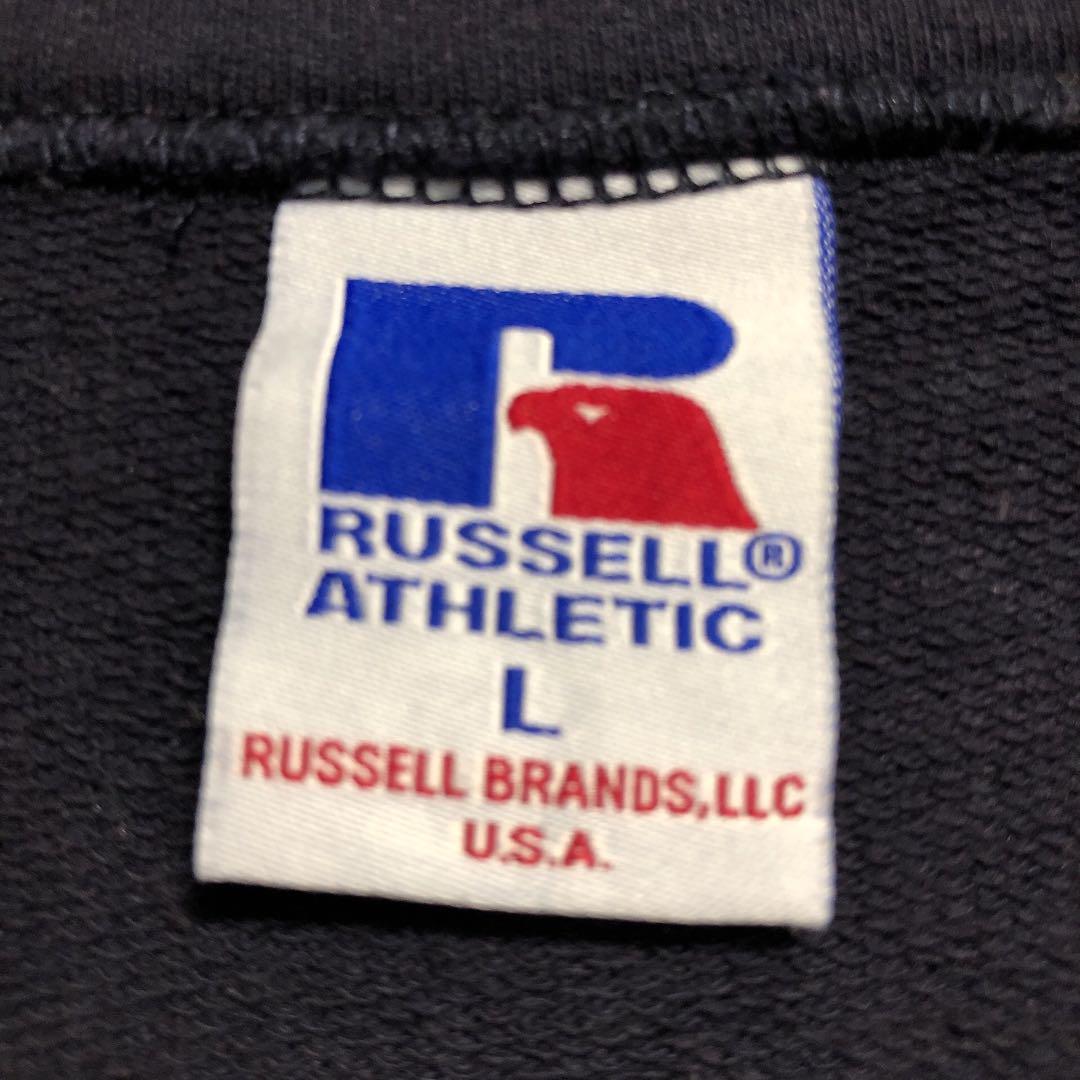 RUSSELL®
ATHLETIC
L
RUSSELL BRANDS,LLC
U.S.A.